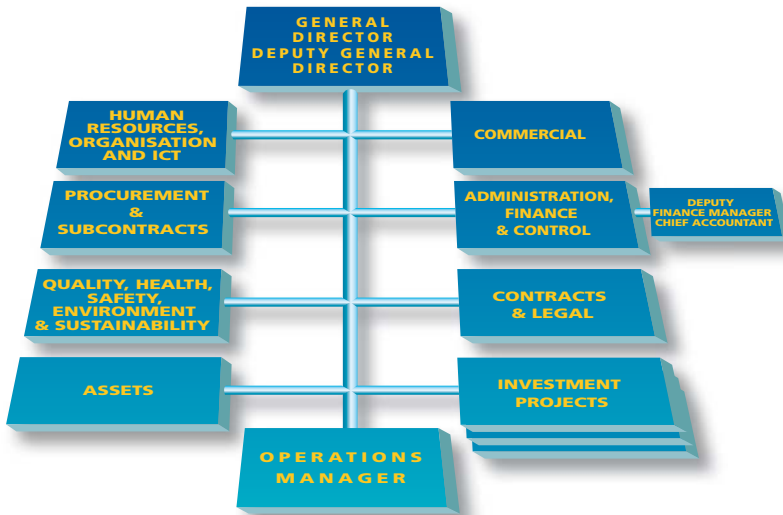 GENERAL
DIRECTOR
DEPUTY GENERAL
DIRECTOR
HUMAN
RESOURCES,
ORGANISATION
AND ICT
COMMERCIAL
PROCUREMENT
&
SUBCONTRACTS
ADMINISTRATION,
FINANCE
& CONTROL
DEPUTY
FINANCE MANAGER
CHIEF ACCOUNTANT
QUALITY, HEALTH,
SAFETY,
ENVIRONMENT
& SUSTAINABILITY
CONTRACTS
& LEGAL
ASSETS
INVESTMENT
PROJECTS
OPERATIONS
MANAGER